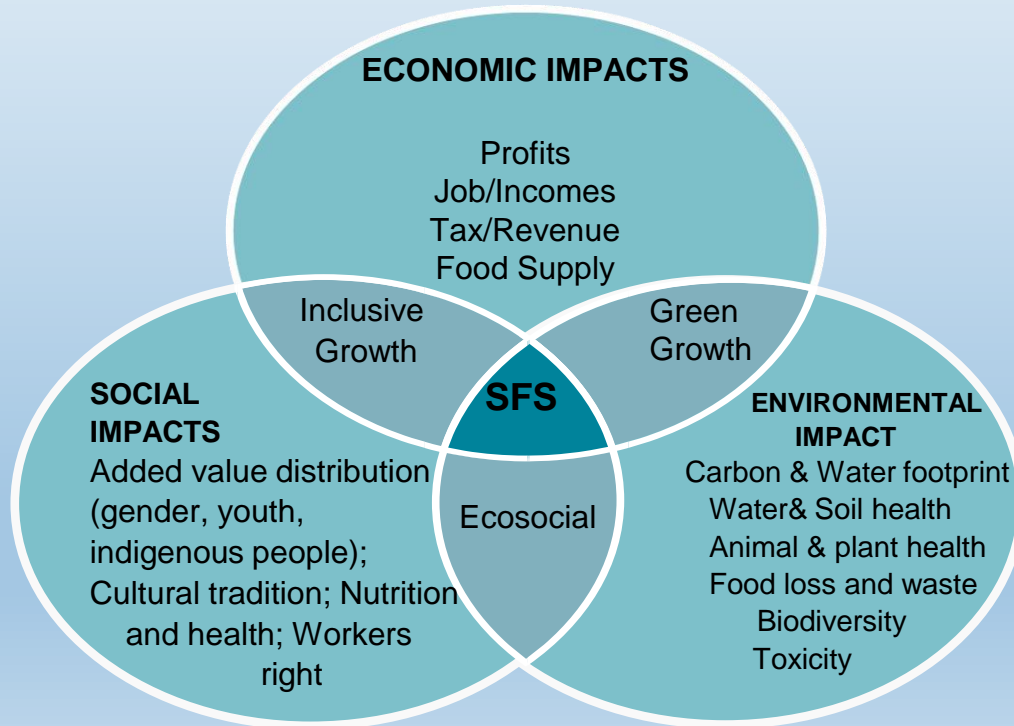 ECONOMIC IMPACTS
Profits
Job/Incomes
Tax/Revenue
Food Supply
Inclusive
Growth
Green
Growth
SFS
SOCIAL
IMPACTS
Added value distribution
(gender, youth,
indigenous people);
Cultural tradition; Nutrition
and health; Workers
right
Ecosocial
ENVIRONMENTAL
IMPACT
Carbon & Water footprint
Water& Soil health
Animal & plant health
Food loss and waste
Biodiversity
Toxicity